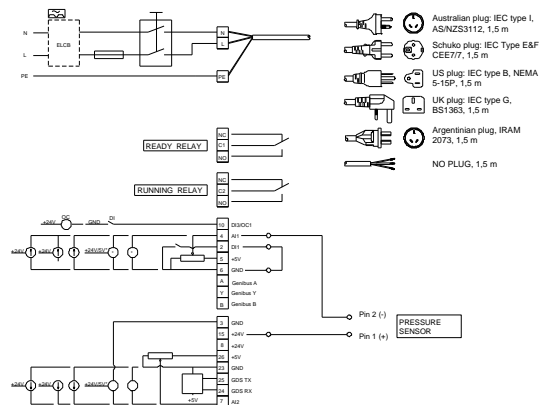 N
ELCB
L
PE
N
L
PE
Australian plug: IEC type I,
AS/NZS3112, 1,5 m
Schuko plug: IEC Type E&F
CEE7/7, 1,5 m
US plug: IEC type B, NEMA
5-15P, 1,5 m
UK plug: IEC type G,
BS1363, 1,5 m
Argentinian plug, IRAM
2073, 1,5 m
NO PLUG, 1,5 m
READY RELAY
NC
C1
NO
RUNNING RELAY
NC
C2
NO
+24V
OC
GND
DI
10 DI3/OC1
4 AI1
2 DI1
5 +5V
6 GND
A Genibus A
Y Genibus Y
B Genibus B
+24V
+24V
+24V
+24V/5V
3 GND
15 +24V
8 +24V
26 +5V
23 GND
25 GDS TX
24 GDS RX
7 AI2
+24V
+24V
+24V
+24V/5V
+5V
Pin 2 (-)
Pin 1 (+)
PRESSURE
SENSOR